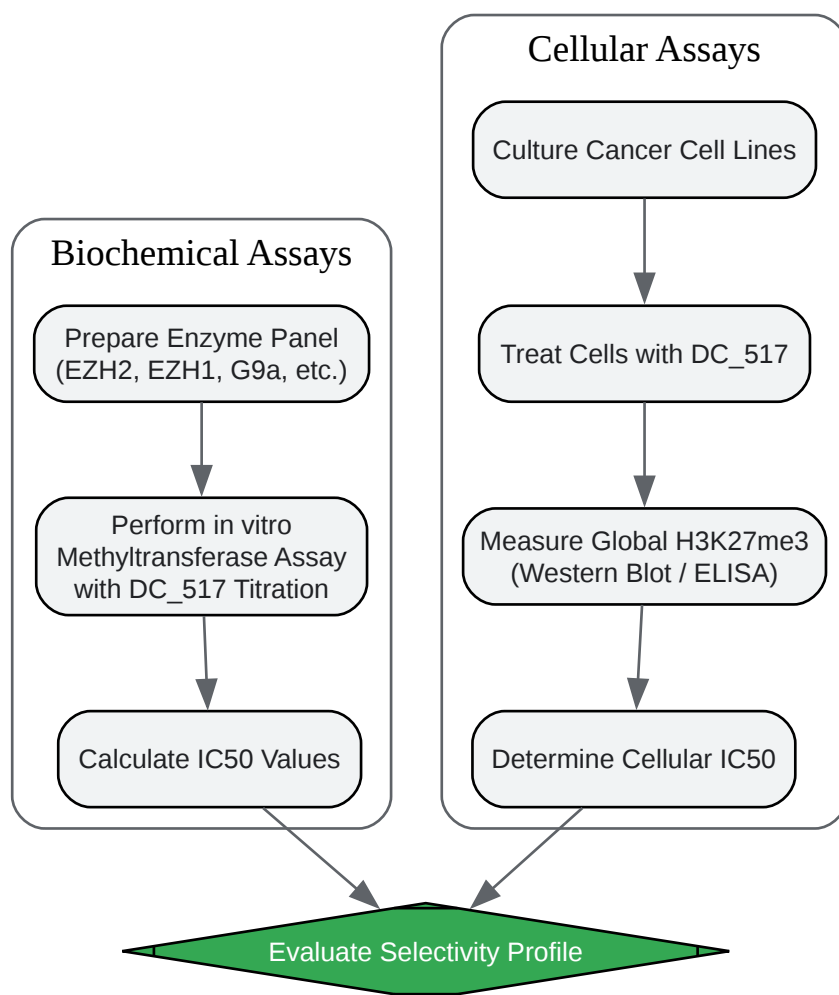 Biochemical Assays
Prepare Enzyme Panel
(EZH2, EZH1, G9a, etc.)
Perform in vitro
Methyltransferase Assay
with DC_517 Titration
Calculate IC50 Values
Cellular Assays
Culture Cancer Cell Lines
Treat Cells with DC_517
Measure Global H3K27me3
(Western Blot / ELISA)
Determine Cellular IC50
Evaluate Selectivity Profile